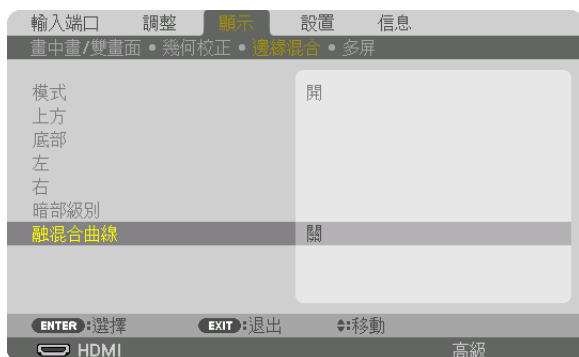 輸入端口 調整 顯示 設置 信息
畫中畫/雙畫面 • 幾何校正 • 邊緣混合 • 多屏
模式 開
上方
底部
左
右
暗部級別
融混合曲線 關
ENTER :選擇 EXIT :退出 :移動
HDMI 高級